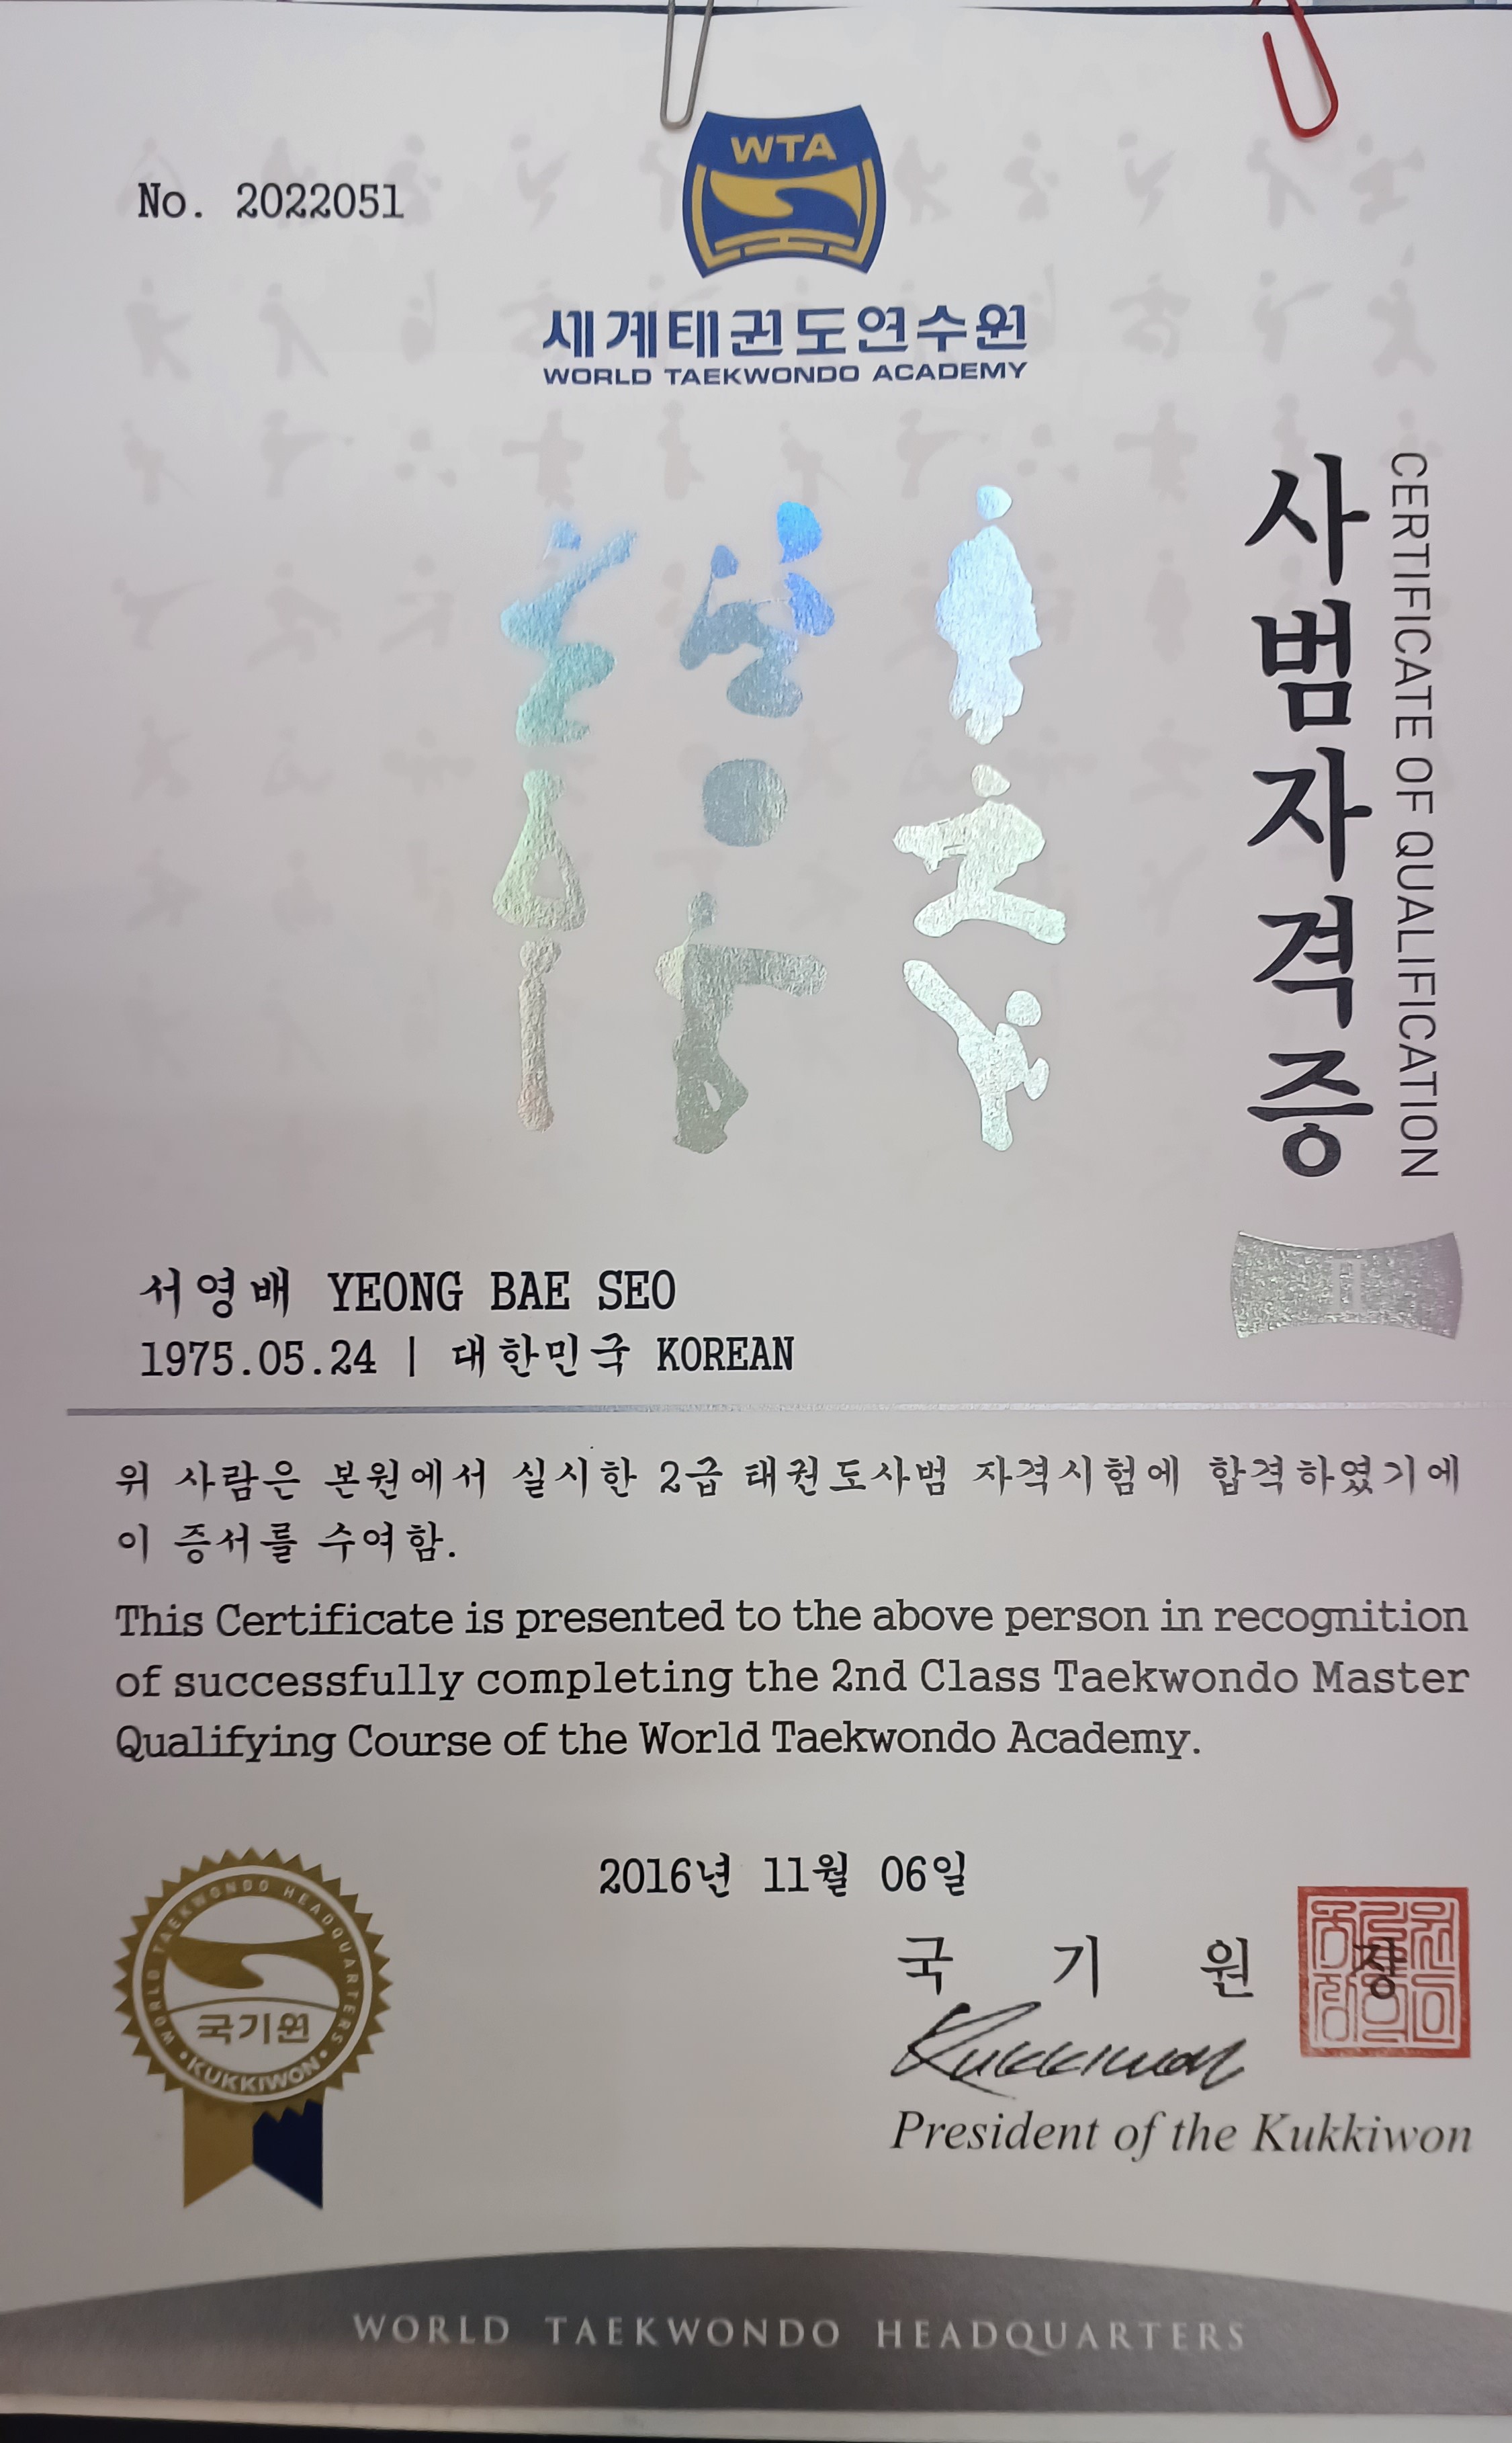 No. 2022051
WTA
세계태권도연수원
WORLD TAEKWONDO ACADEMY
사범자격증
CERTIFICATE OF QUALIFICATION
II
서영배 YEONG BAE SEO
1975.05.24 | 대한민국 KOREAN
위 사람은 본원에서 실시한 2급 태권도사범 자격시험에 합격하였기에
이 증서를 수여함.
This Certificate is presented to the above person in recognition
of successfully completing the 2nd Class Taekwondo Master
Qualifying Course of the World Taekwondo Academy.
2016년 11월 06일
국 기 원 장
Kukkiwon
President of the Kukkiwon
WORLD TAEKWONDO HEADQUARTERS
국기원
• KUKKIWON •
WORLD TAEKWONDO HEADQUARTERS